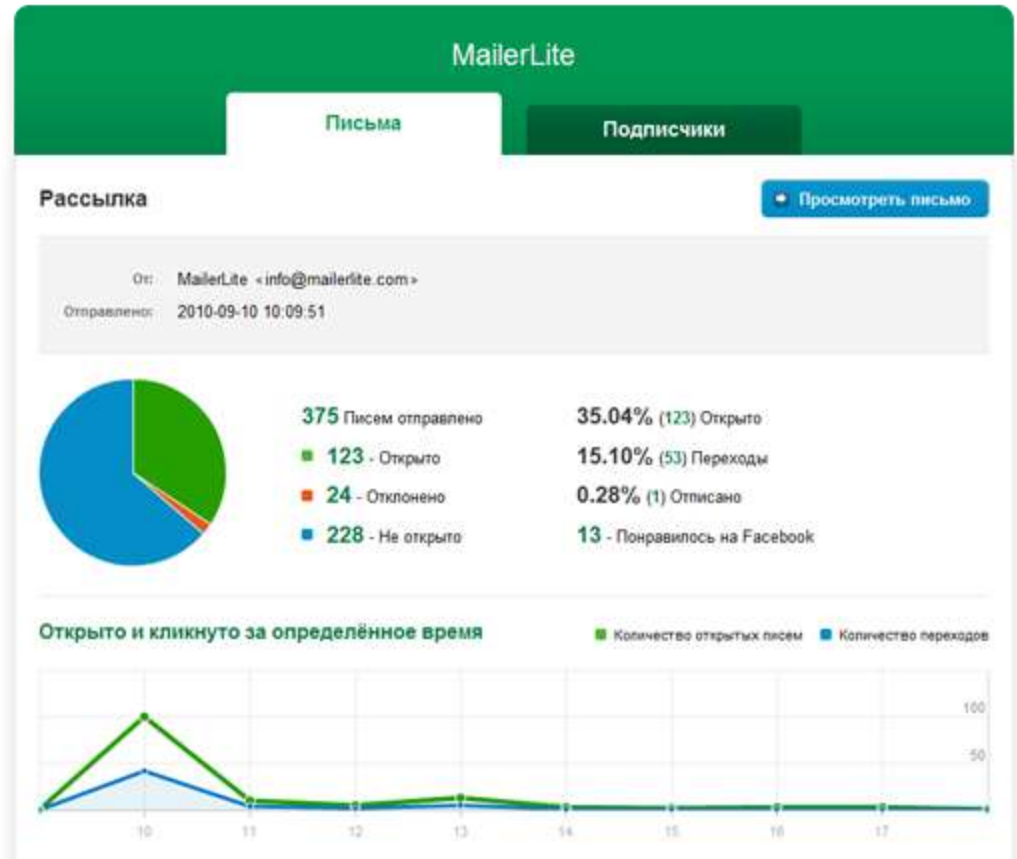 MailerLite
Письма
Подписчики
Рассылка
Просмотреть письмо
От: MailerLite <info@mailerlite.com>
Отправлено: 2010-09-10 10:09:51
375 Писем отправлено
35.04% (123) Открыто
123 - Открыто
15.10% (53) Переходы
24 - Отклонено
0.28% (1) Отписано
228 - Не открыто
13 - Понравилось на Facebook
Открыто и кликнуто за определённое время
Количество открытых писем
Количество переходов
100
50
10 11 12 13 14 15 16 17